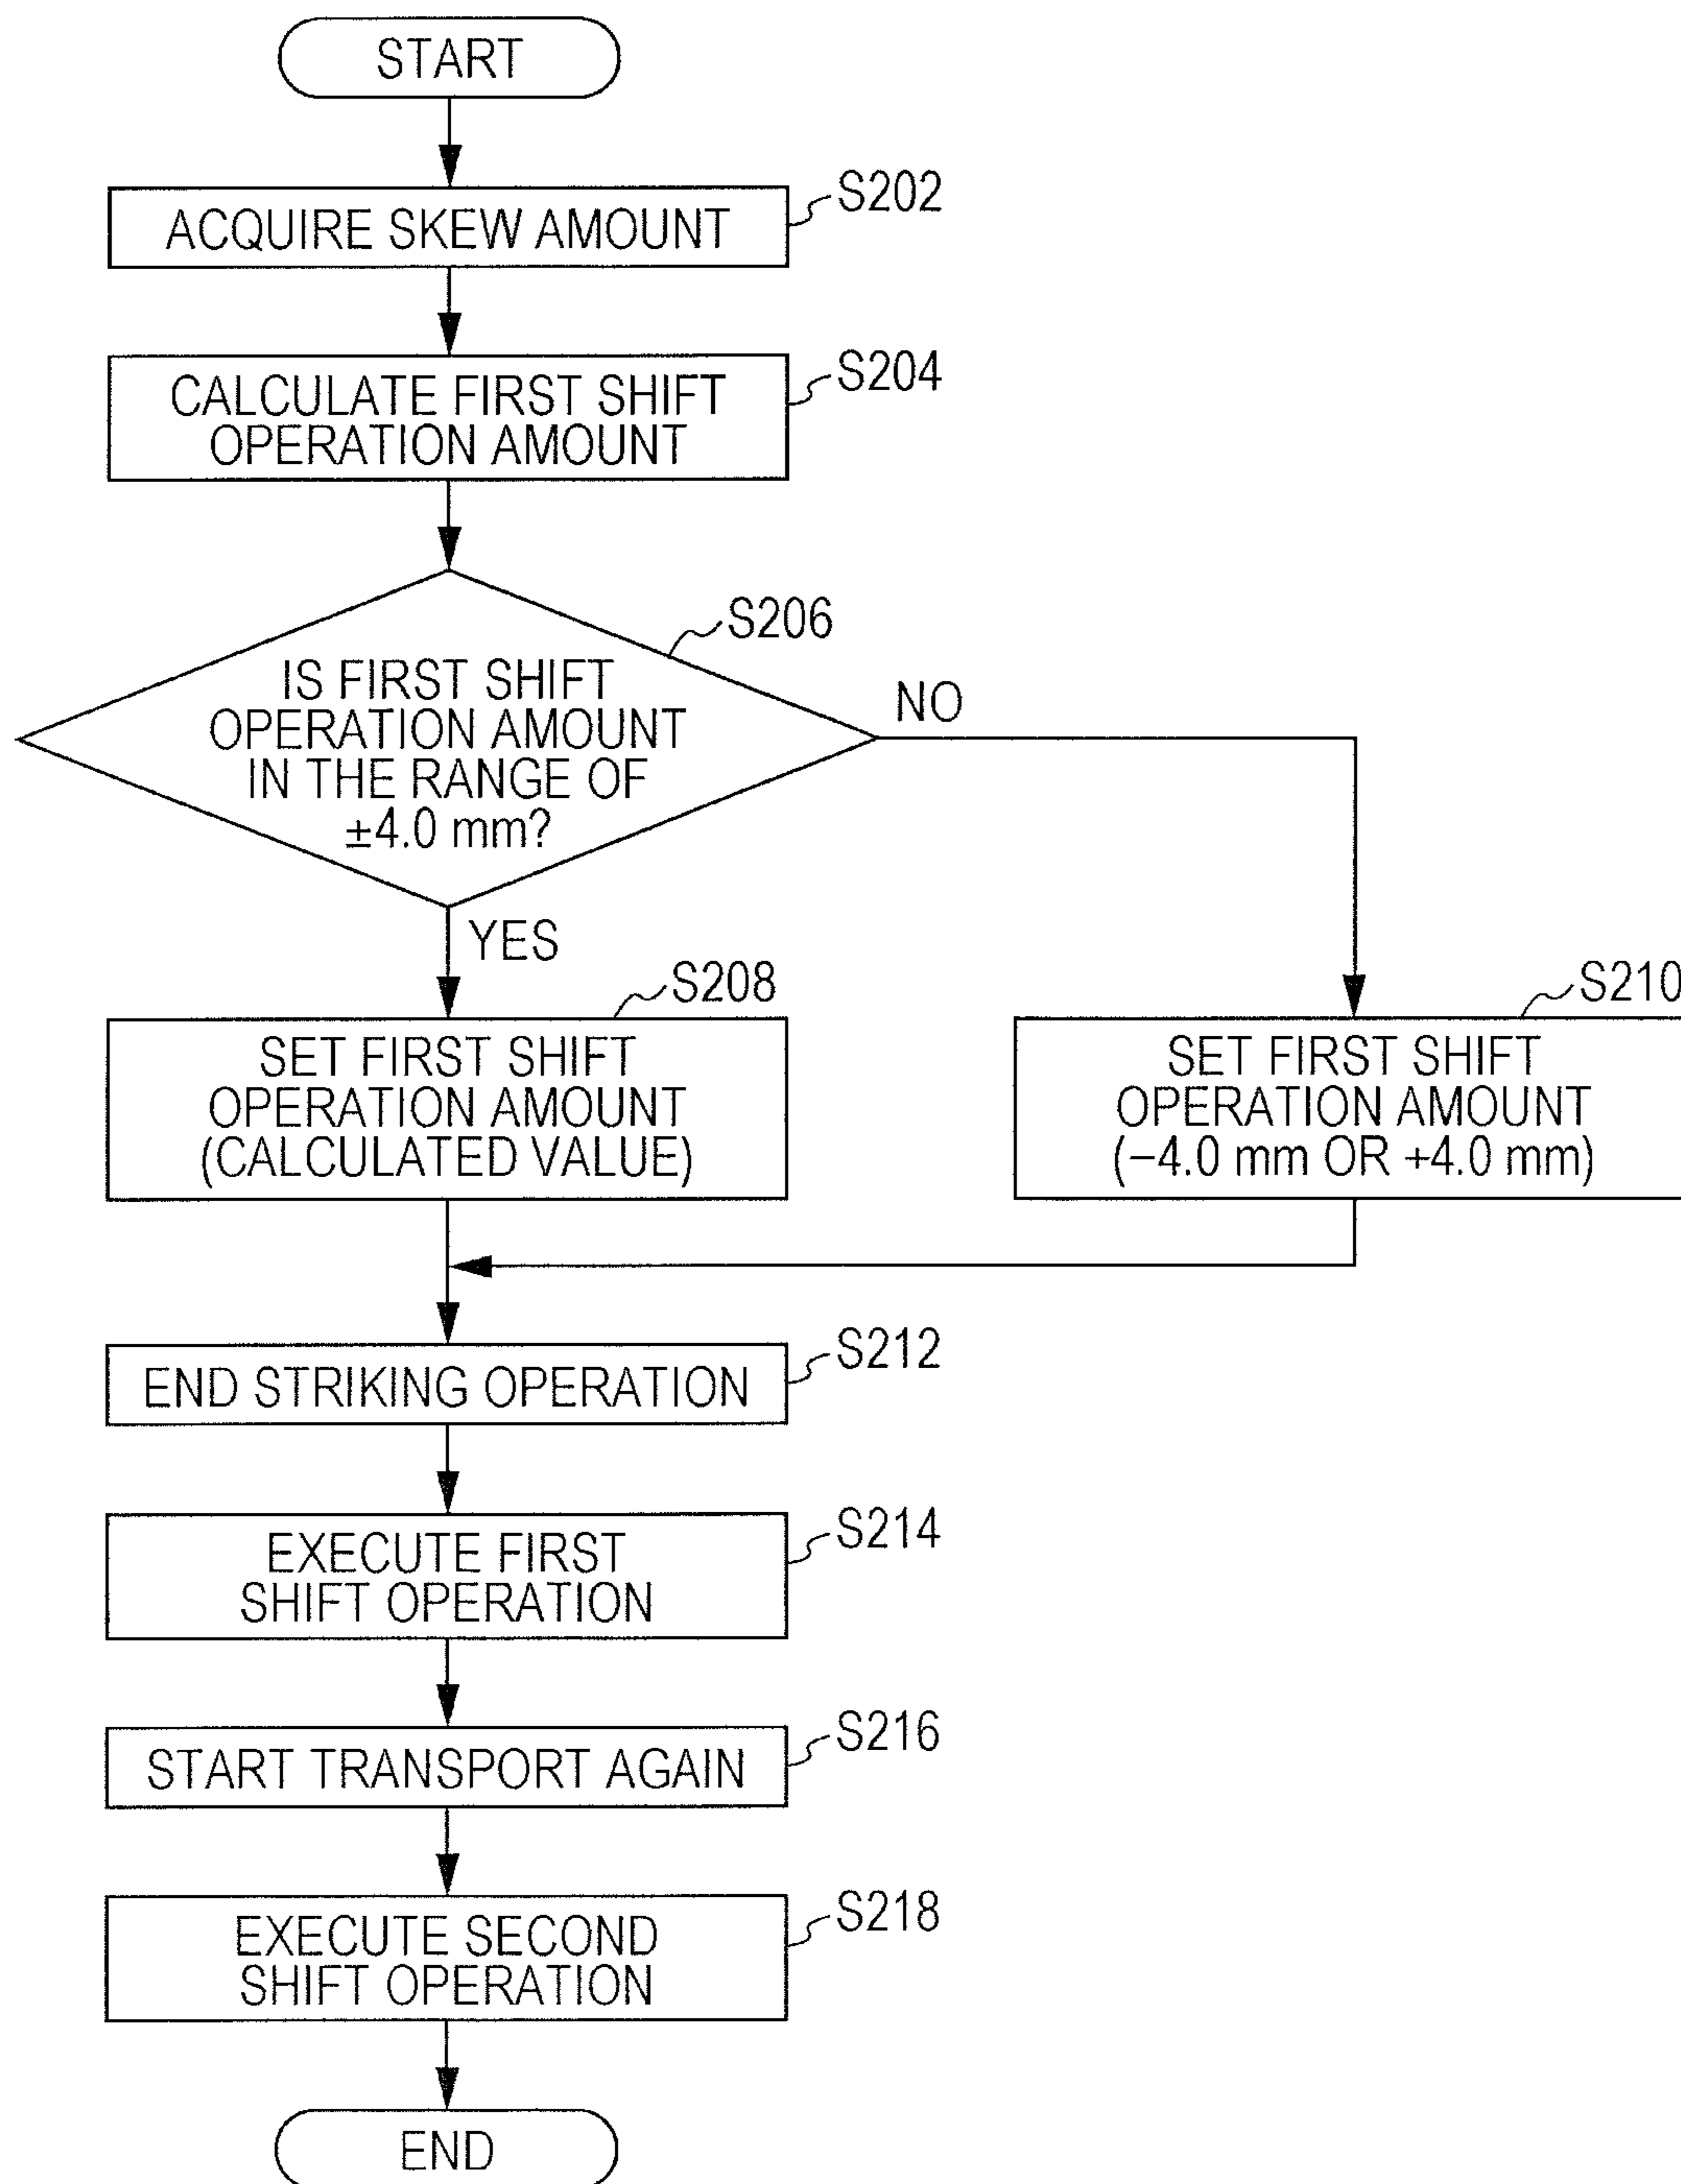 START
S202
ACQUIRE SKEW AMOUNT
S204
CALCULATE FIRST SHIFT
OPERATION AMOUNT
S206
IS FIRST SHIFT
OPERATION AMOUNT
IN THE RANGE OF
±4.0 mm?
NO
YES
S208
SET FIRST SHIFT
OPERATION AMOUNT
(CALCULATED VALUE)
S210
SET FIRST SHIFT
OPERATION AMOUNT
(−4.0 mm OR +4.0 mm)
S212
END STRIKING OPERATION
S214
EXECUTE FIRST
SHIFT OPERATION
S216
START TRANSPORT AGAIN
S218
EXECUTE SECOND
SHIFT OPERATION
END